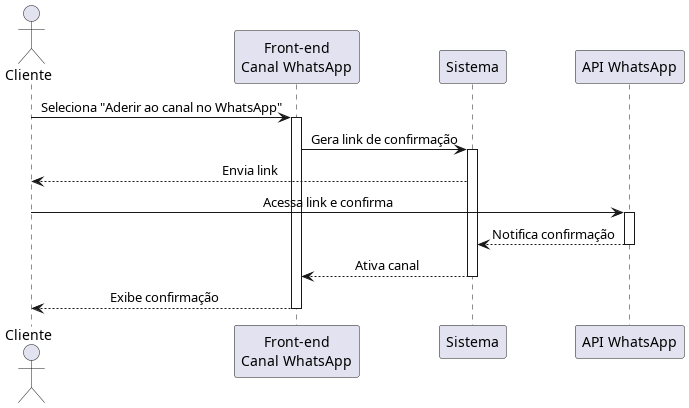 Cliente
Front-end
Canal WhatsApp
Sistema
API WhatsApp
Seleciona "Aderir ao canal no WhatsApp"
Gera link de confirmação
Envia link
Acessa link e confirma
Notifica confirmação
Ativa canal
Exibe confirmação
Cliente
Front-end
Canal WhatsApp
Sistema
API WhatsApp